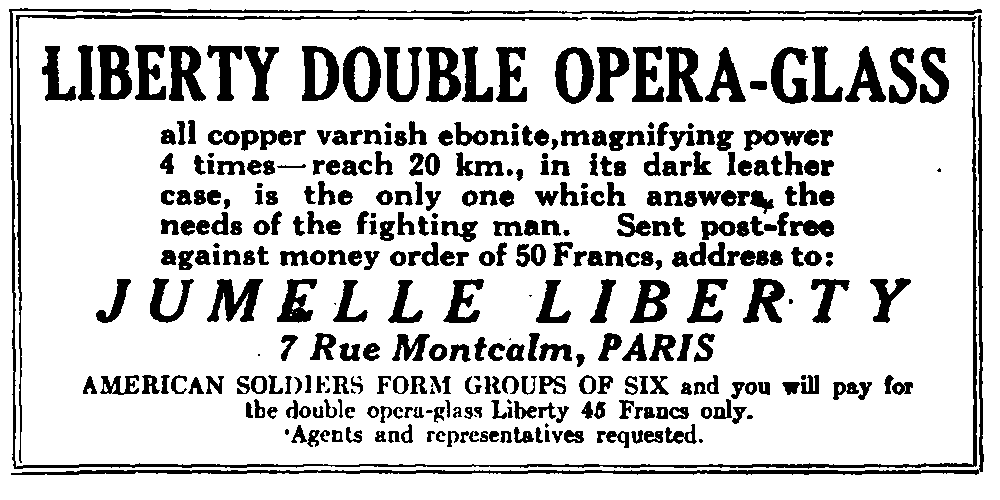 LIBERTY DOUBLE OPERA-GLASS
all copper varnish ebonite, magnifying power
4 times—reach 20 km., in its dark leather
case, is the only one which answers the
needs of the fighting man. Sent post-free
against money order of 50 Francs, address to:
JUMELLE LIBERTY
7 Rue Montcalm, PARIS
AMERICAN SOLDIERS FORM GROUPS OF SIX and you will pay for
the double opera-glass Liberty 45 Francs only.
Agents and representatives requested.